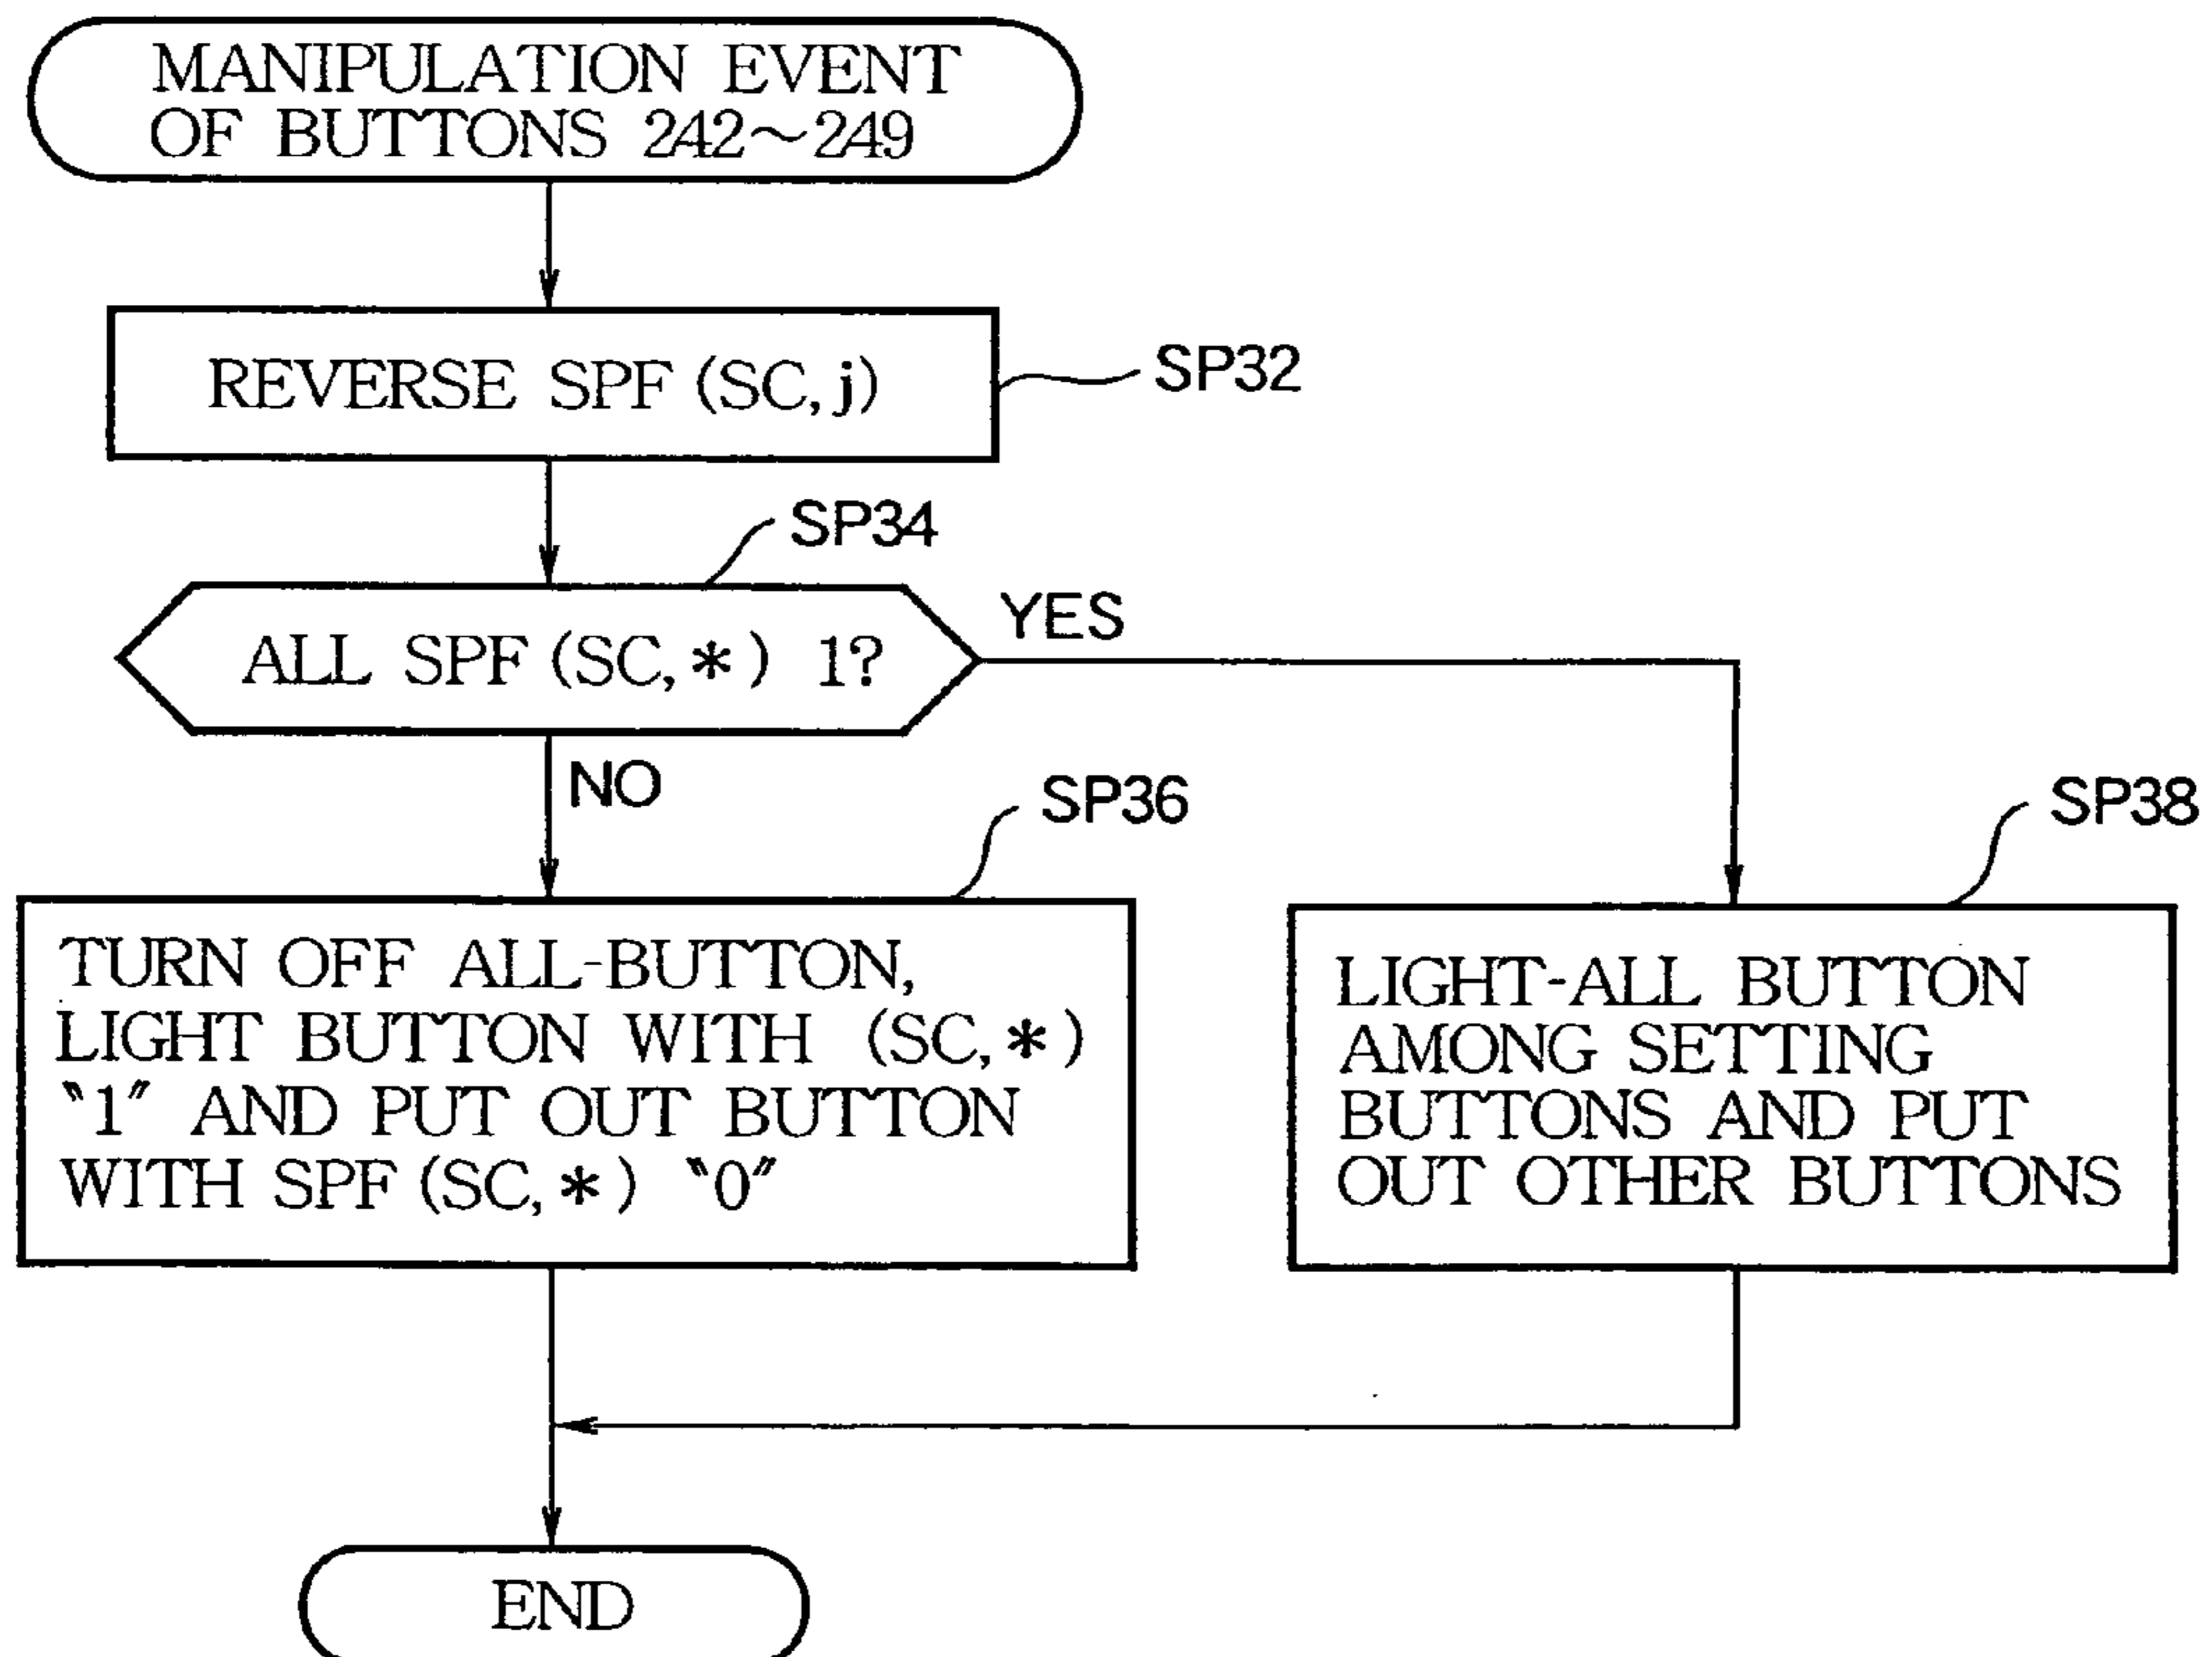 MANIPULATION EVENT
OF BUTTONS 242~249
REVERSE SPF (SC, j)
SP32
SP34
ALL SPF (SC, *) 1?
YES
NO
SP36
TURN OFF ALL-BUTTON,
LIGHT BUTTON WITH (SC, *)
"1" AND PUT OUT BUTTON
WITH SPF (SC, *) "0"
SP38
LIGHT-ALL BUTTON
AMONG SETTING
BUTTONS AND PUT
OUT OTHER BUTTONS
END